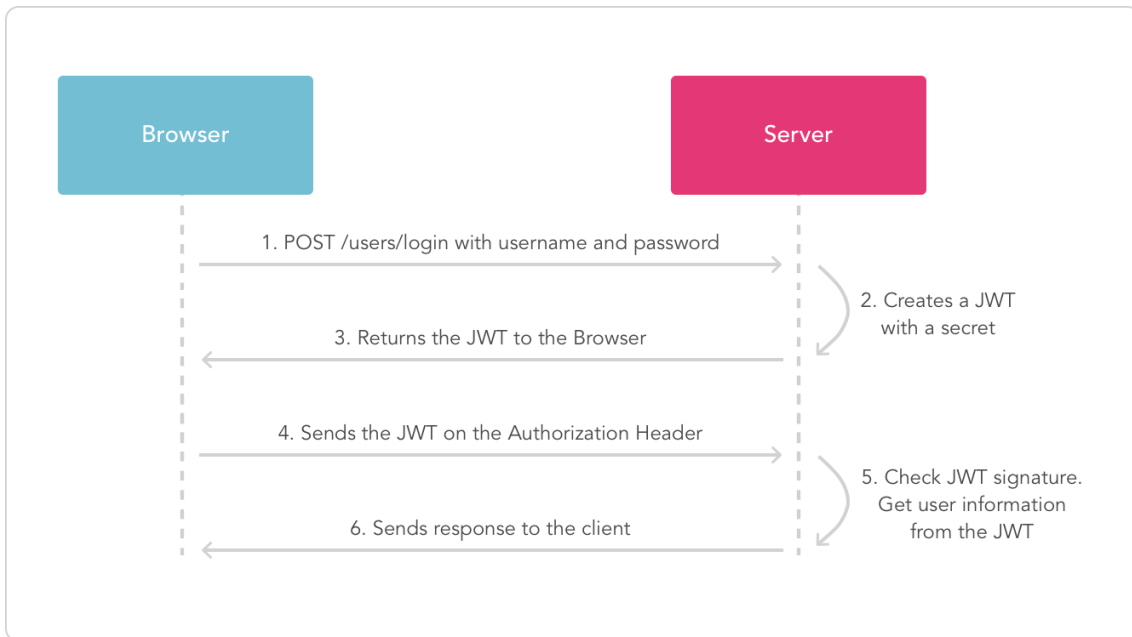 Browser
Server
1. POST /users/login with username and password
2. Creates a JWT
with a secret
3. Returns the JWT to the Browser
4. Sends the JWT on the Authorization Header
5. Check JWT signature.
Get user information
from the JWT
6. Sends response to the client